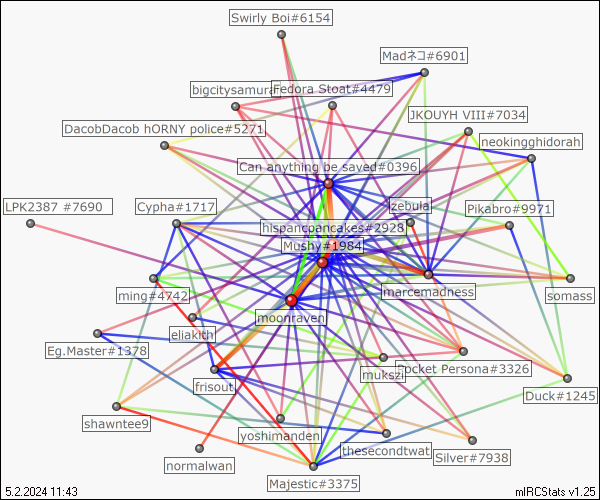 Swirly Boi#6154
Madネコ#6901
bigcitysamura
Fedora Stoat#4479
JKOUYH VIII#7034
DacobDacob hORNY police#5271
neokingghidorah
Can anything be saved#0396
LPK2387 #7690
Cypha#1717
zebula
Pikabro#9971
hispancpancakes#2928
Mushy#1984
ming#4742
marcemadness
somass
moonraven
eliakith
Eg.Master#1378
Pocket Persona#3326
mukszi
frisout
Duck#1245
shawntee9
yoshimanden
thesecondtwat
Silver#7938
normalwan
Majestic#3375
5.2.2024 11:43
mIRCStats v1.25